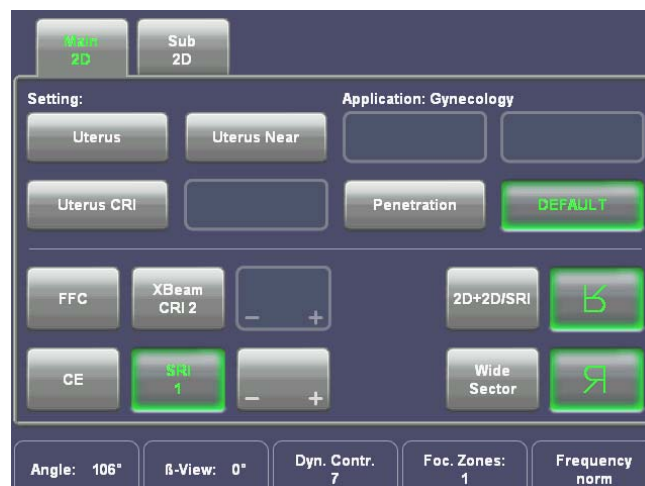 Main
2D
Sub
2D
Setting:
Application: Gynecology
Uterus
Uterus Near
Uterus CRI
Penetration
DEFAULT
FFC
XBeam
CRI 2
- +
2D+2D/SRI
R
CE
SRI
1
- +
Wide
Sector
Я
Angle: 106°
ß-View: 0°
Dyn. Contr.
7
Foc. Zones:
1
Frequency
norm